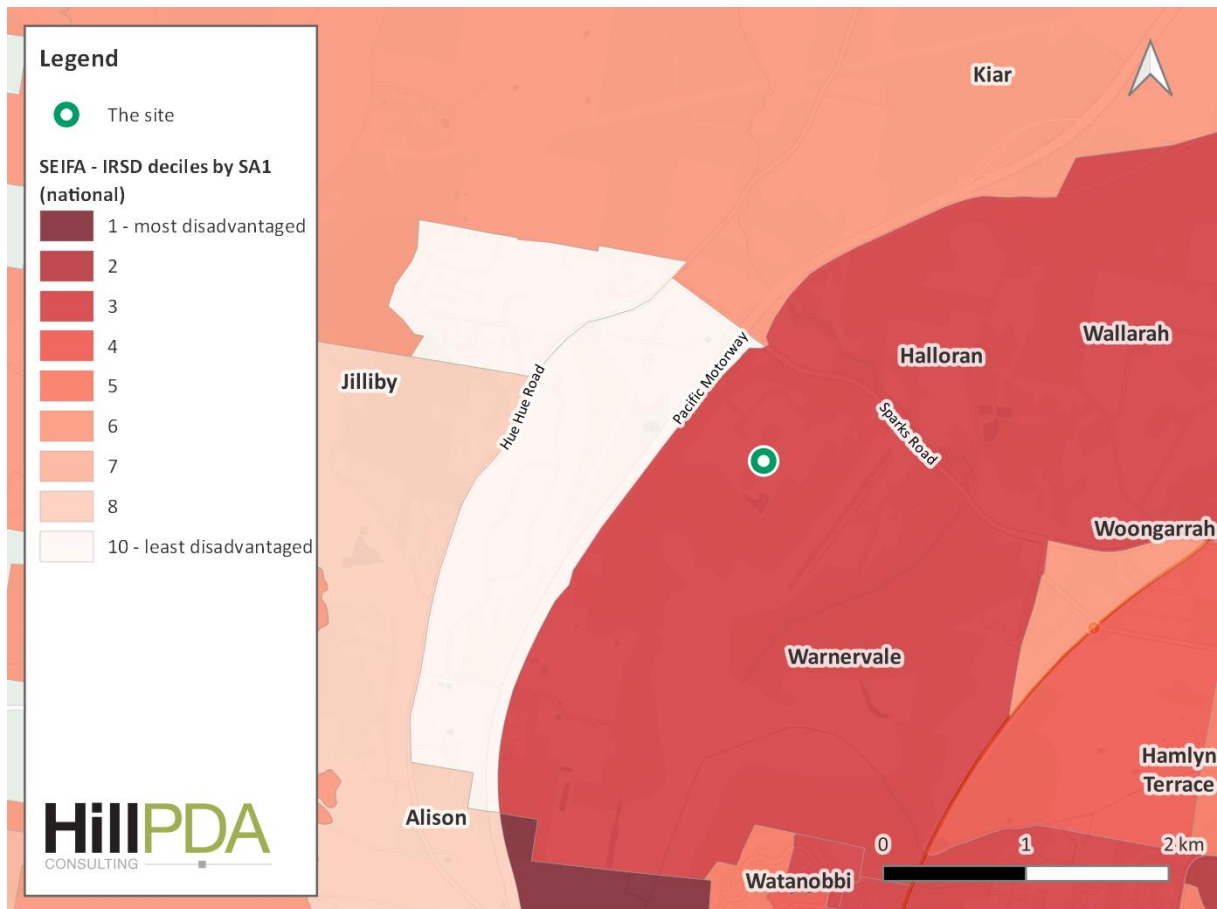 Legend
The site
SEIFA - IRSD deciles by SA1
(national)
1 - most disadvantaged
2
3
4
5
6
7
8
10 - least disadvantaged
HillPDA
CONSULTING
Kiar
Wallarah
Halloran
Jilliby
Hue Hue Road
Pacific Motorway
Sparks Road
Woongarrah
Warnervale
Hamlyn
Terrace
Alison
Watanobbi
0 1 2 km